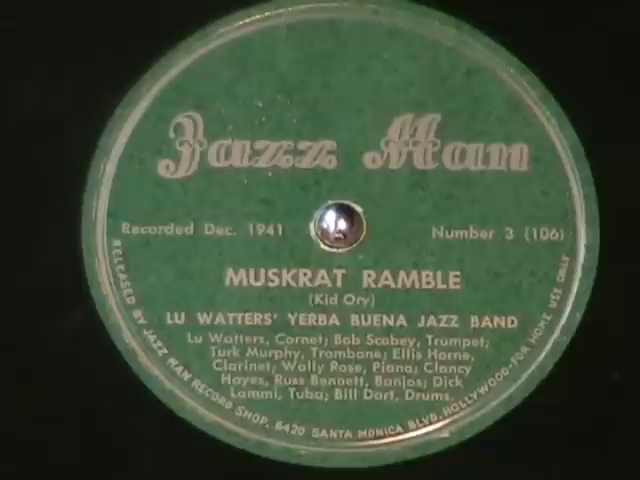 Jazz Man
Recorded Dec. 1941
Number 3 (106)
MUSKRAT RAMBLE
(Kid Ory)
LU WATTERS' YERBA BUENA JAZZ BAND
Lu Watters, Cornet; Bob Scobey, Trumpet;
Turk Murphy, Trombone; Ellis Horne,
Clarinet; Wally Rose, Piano; Clancy
Hayes, Russ Bennett, Banjos; Dick
Lammi, Tuba; Bill Dart, Drums.
RELEASED BY JAZZ MAN RECORD SHOP, 6420 SANTA MONICA BLVD. HOLLYWOOD - FOR HOME USE ONLY